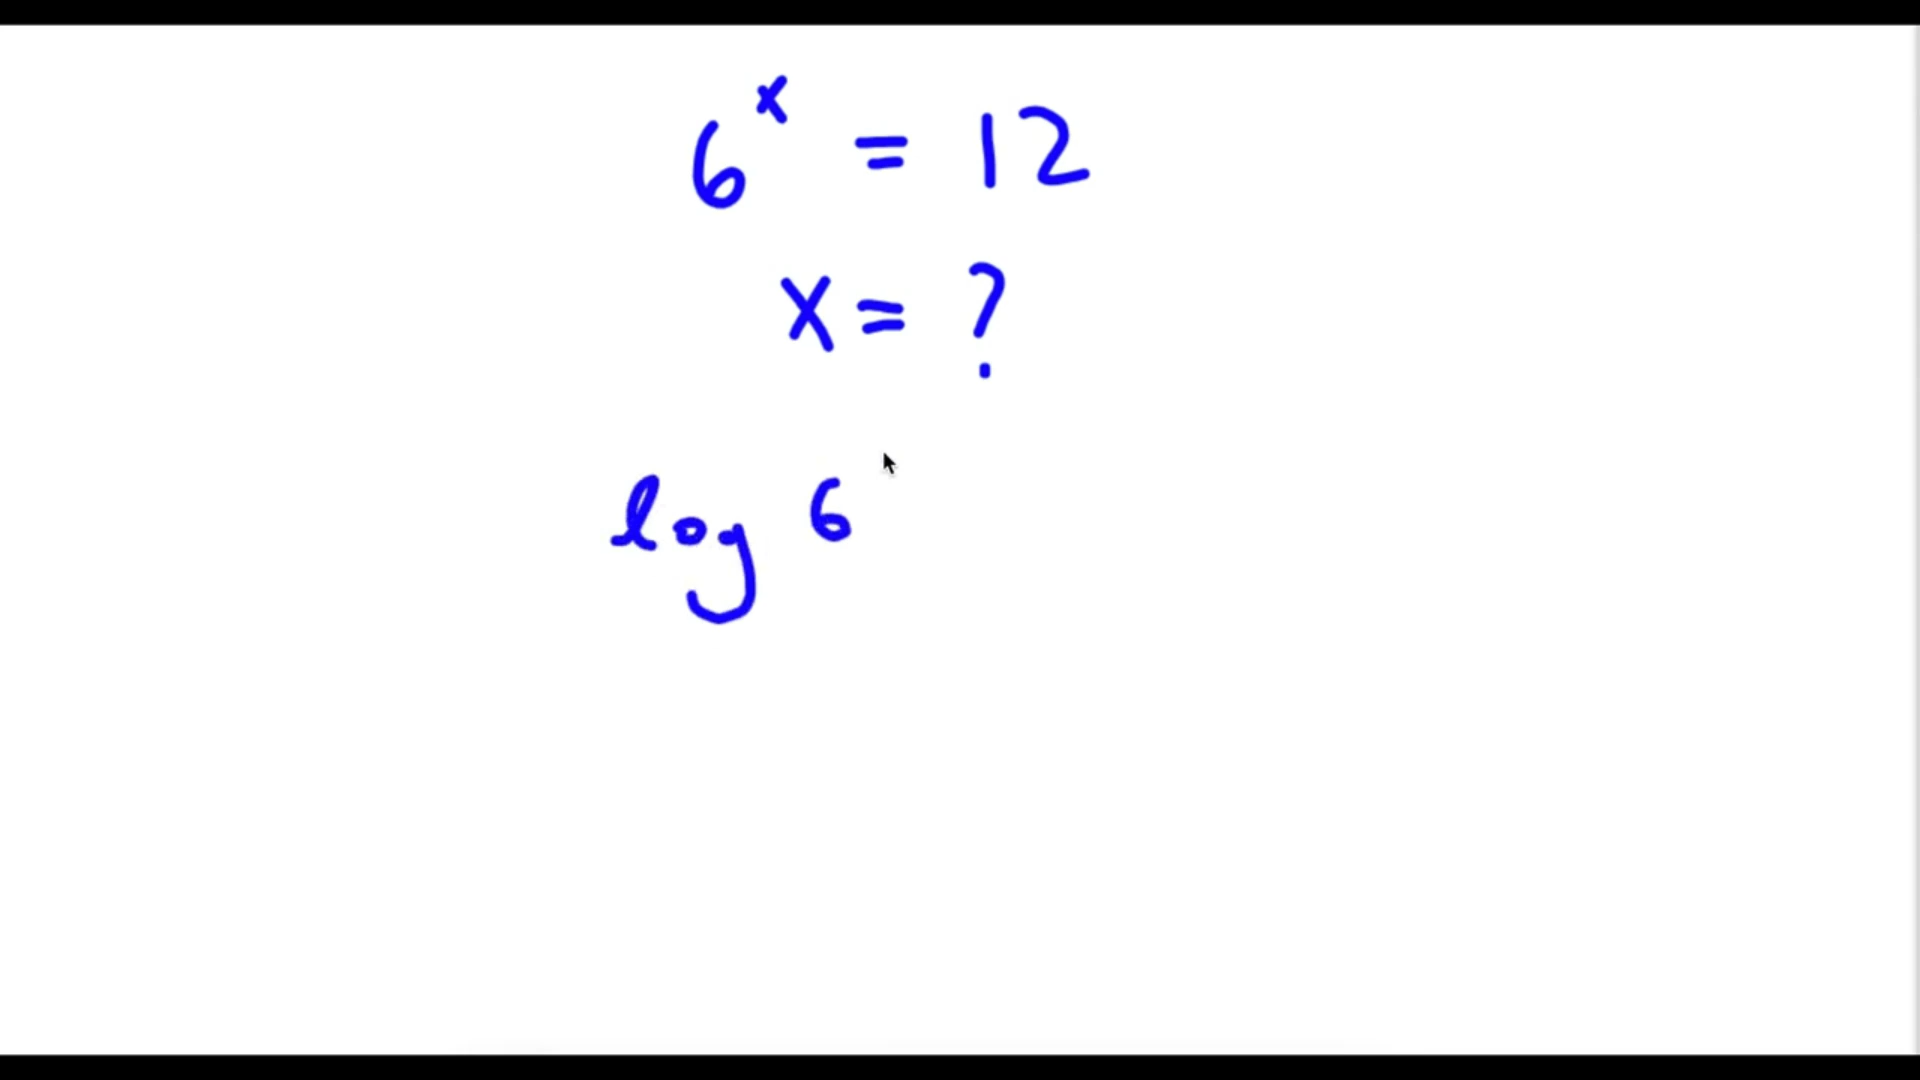 6^x = 12
x = ?
log 6